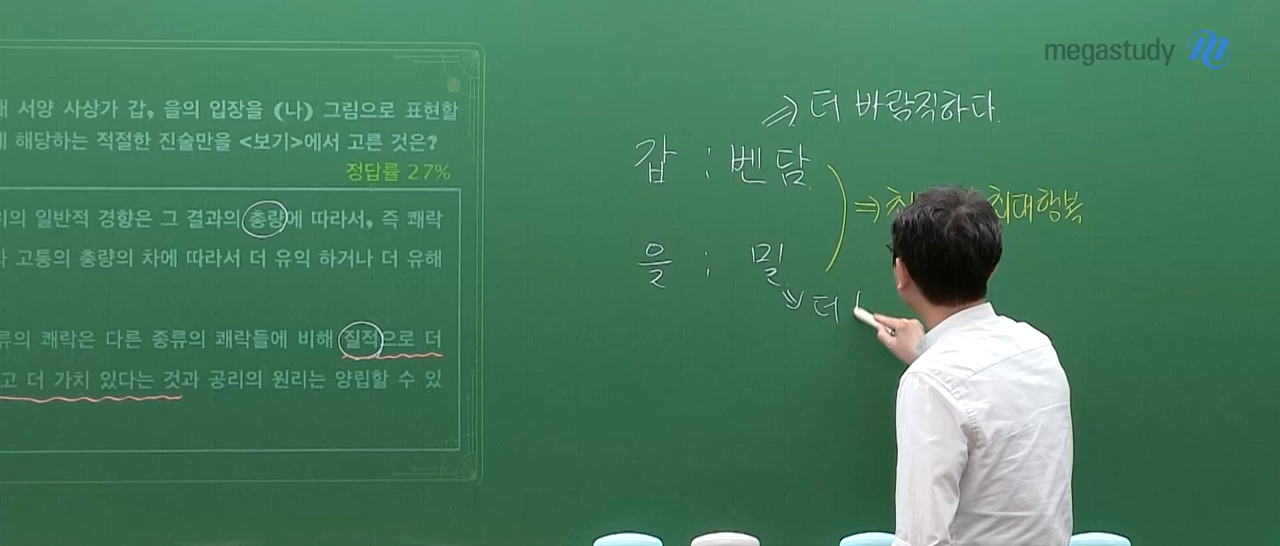 megastudy
서양 사상가 갑, 을의 입장을 (나) 그림으로 표현할
해당하는 적절한 진술만을 <보기>에서 고른 것은?
정답률 27%
의 일반적 경향은 그 결과의 총량에 따라서, 즉 쾌락
고통의 총량의 차에 따라서 더 유익 하거나 더 유해
류의 쾌락은 다른 종류의 쾌락들에 비해 질적으로 더
고 더 가치 있다는 것과 공리의 원리는 양립할 수 있
⇒ 더 바람직하다.
갑 : 벤담
⇒ 최대행복
을 : 밀
⇒ 더